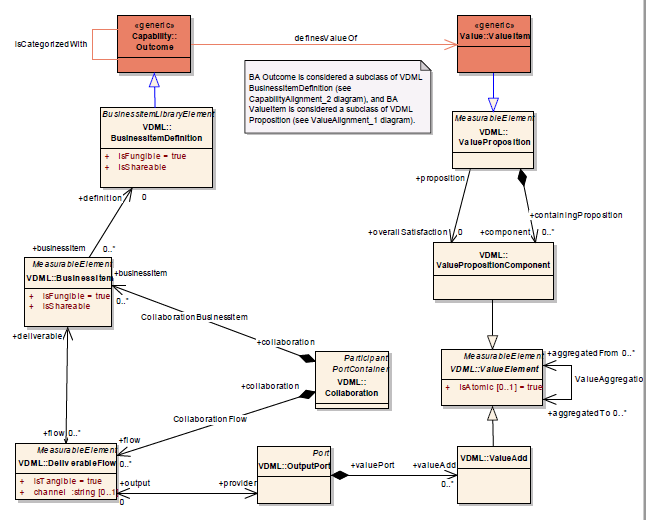 «generic»
Capability::
Outcome
«generic»
Value::ValueItem
isCategorizedWith
definesValueOf
BA Outcome is considered a subclass of VDML
BusinessItemDefinition (see
CapabilityAlignment_2 diagram), and BA
ValueItem is considered a subclass of VDML
Proposition (see ValueAlignment_1 diagram).
BusinessItemLibraryElement
VDML::
BusinessItemDefinition
+ isFungible = true
+ isShareable
MeasurableElement
VDML::
ValueProposition
+definition 0
+proposition
+containingProposition
+overallSatisfaction 0
+component 0..*
+businessItem 0..*
MeasurableElement
VDML::BusinessItem
+ isFungible = true
+ isShareable
+businessItem
0..*
VDML::
ValuePropositionComponent
CollaborationBusinessItem
+deliverable
+collaboration
Participant
PortContainer
VDML::
Collaboration
MeasurableElement
VDML::ValueElement
+ isAtomic [0..1] = true
+aggregatedFrom 0..*
ValueAggregatio
+aggregatedTo 0..*
+collaboration
CollaborationFlow
+flow 0..*
+flow
0..*
MeasurableElement
VDML::DeliverableFlow
+ isTangible = true
+ channel :string [0..1
+output
0
+provider
Port
VDML::OutputPort
+valuePort
+valueAdd
0..*
VDML::ValueAdd